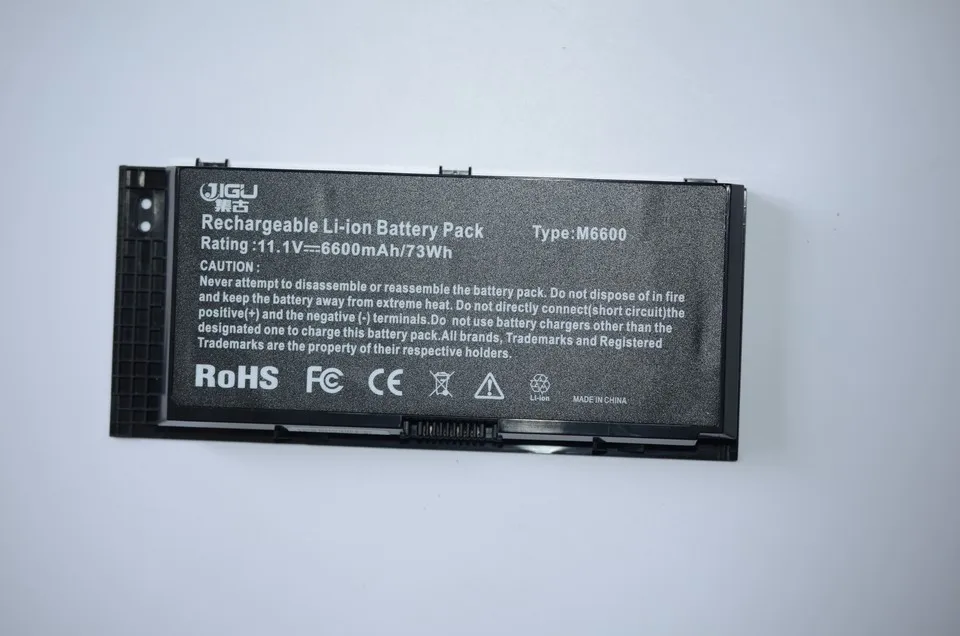 JIGU
集古
Rechargeable Li-ion Battery Pack
Type:M6600
Rating :11.1V⎓6600mAh/73Wh
CAUTION :
Never attempt to disassemble or reassemble the battery pack. Do not dispose of in fire
and keep the battery away from extreme heat. Do not directly connect(short circuit)the
positive(+) and the negative (-) terminals.Do not use battery chargers other than the
designated one to charge this battery pack.All brands, Trademarks and Registered
Trademarks are the property of their respective holders.
RoHS FC CE Li-ion MADE IN CHINA